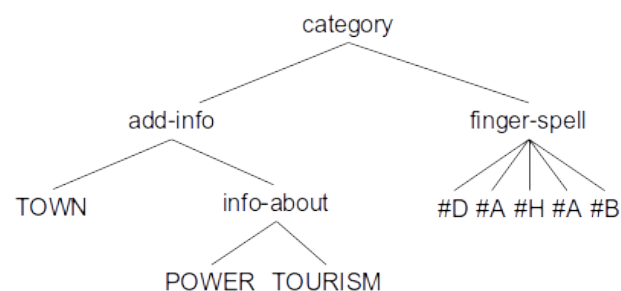 category
add-info finger-spell
TOWN info-about #D #A #H #A #B
POWER TOURISM